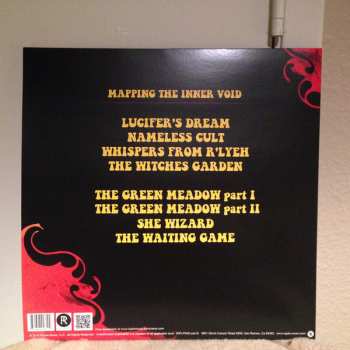 MAPPING THE INNER VOID
LUCIFER'S DREAM
NAMELESS CULT
WHISPERS FROM R'LYEH
THE WITCHES GARDEN
THE GREEN MEADOW part I
THE GREEN MEADOW part II
SHE WIZARD
THE WAITING GAME